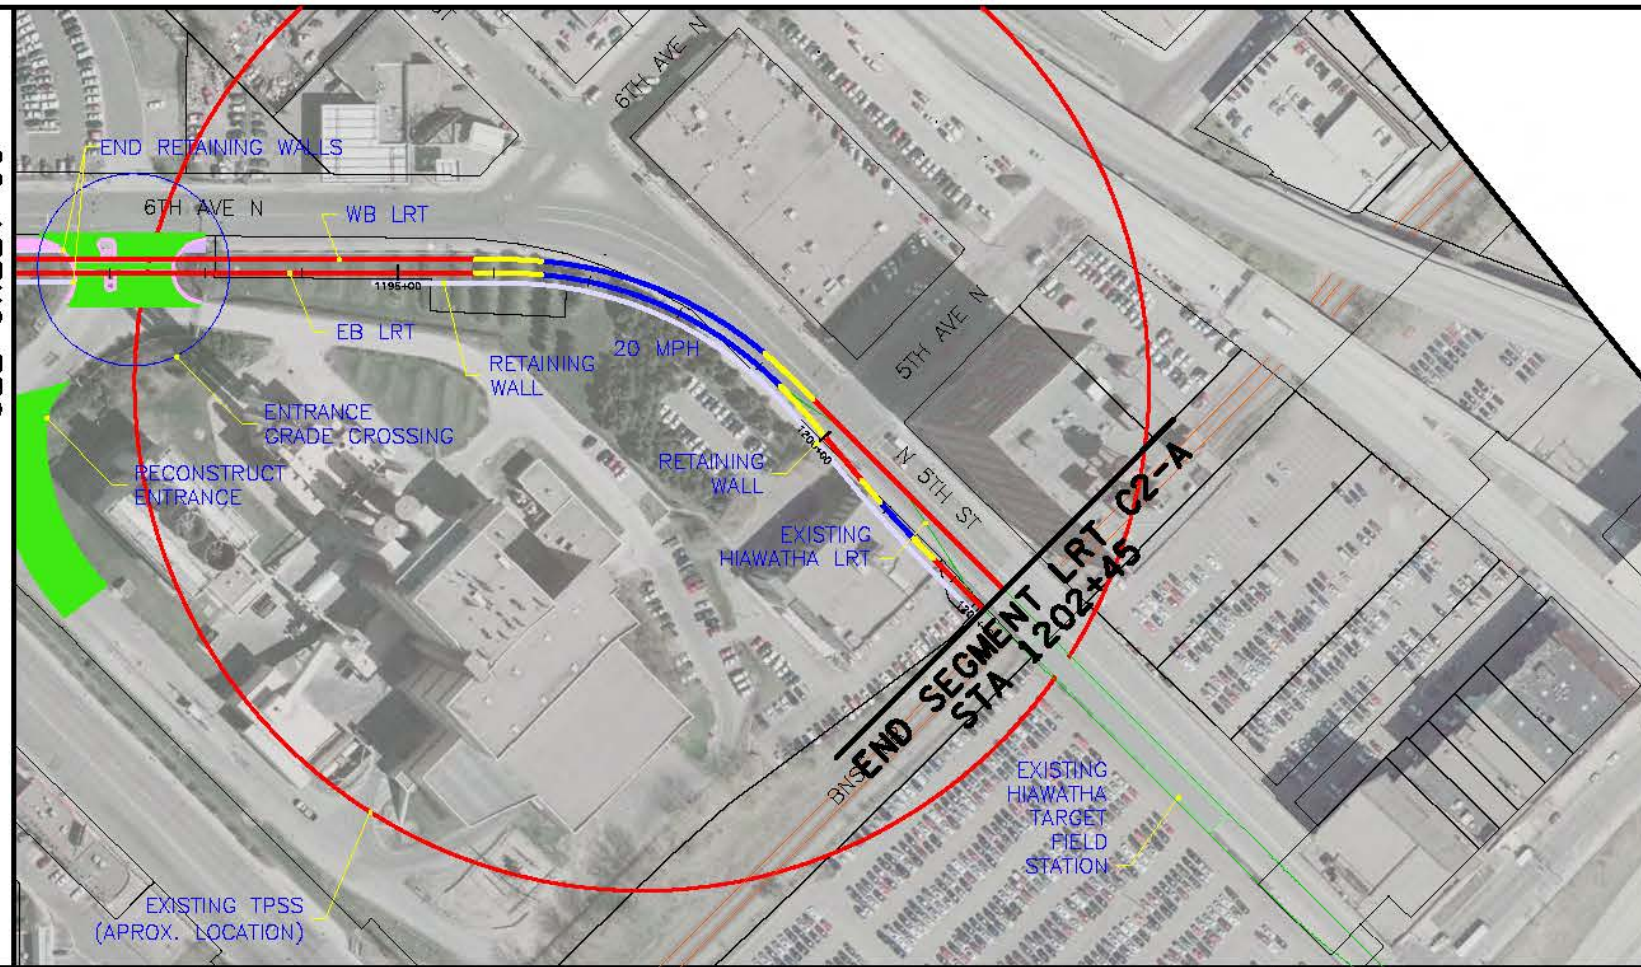 6TH AVE N
END RETAINING WALLS
6TH AVE N
WB LRT
1195+00
EB LRT
20 MPH
RETAINING
WALL
5TH AVE N
ENTRANCE
GRADE CROSSING
RECONSTRUCT
ENTRANCE
1200+00
RETAINING
WALL
N 5TH ST
EXISTING
HIAWATHA LRT
END SEGMENT LRT C2-A
STA 1202+45
EXISTING
HIAWATHA
TARGET
FIELD
STATION
EXISTING TPSS
(APROX. LOCATION)